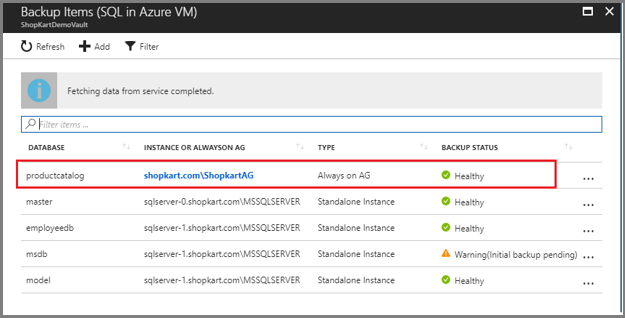 Backup Items (SQL in Azure VM)
ShopKartDemoVault
Refresh Add Filter
Fetching data from service completed.
Filter items ...
DATABASE INSTANCE OR ALWAYSON AG TYPE BACKUP STATUS
productcatalog shopkart.com\ShopkartAG Always on AG Healthy ...
master sqlserver-0.shopkart.com\MSSQLSERVER Standalone Instance Healthy ...
employeedb sqlserver-1.shopkart.com\MSSQLSERVER Standalone Instance Healthy ...
msdb sqlserver-1.shopkart.com\MSSQLSERVER Standalone Instance Warning(Initial backup pending) ...
model sqlserver-1.shopkart.com\MSSQLSERVER Standalone Instance Healthy ...